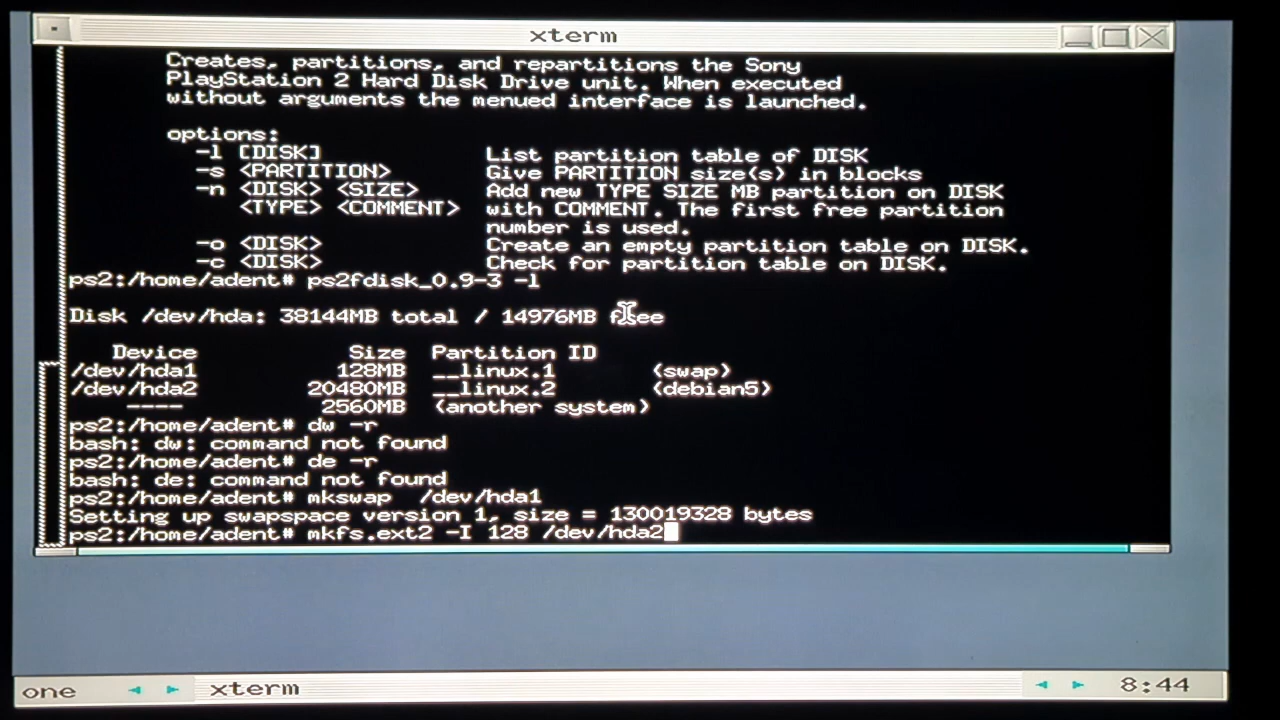 xterm
Creates, partitions, and repartitions the Sony
PlayStation 2 Hard Disk Drive unit. When executed
without arguments the menued interface is launched.
options:
-l [DISK] List partition table of DISK
-s <PARTITION> Give PARTITION size(s) in blocks
-n <DISK> <SIZE> Add new TYPE SIZE MB partition on DISK
<TYPE> <COMMENT> with COMMENT. The first free partition
number is used.
-o <DISK> Create an empty partition table on DISK.
-c <DISK> Check for partition table on DISK.
ps2:/home/adent# ps2fdisk_0.9-3 -l
Disk /dev/hda: 38144MB total / 14976MB free
Device Size Partition ID
/dev/hda1 128MB __linux.1 (swap)
/dev/hda2 20480MB __linux.2 (debian5)
---- 2560MB (another system)
ps2:/home/adent# dw -r
bash: dw: command not found
ps2:/home/adent# de -r
bash: de: command not found
ps2:/home/adent# mkswap  /dev/hda1
Setting up swapspace version 1, size = 130019328 bytes
ps2:/home/adent# mkfs.ext2 -I 128 /dev/hda2
one xterm 8:44